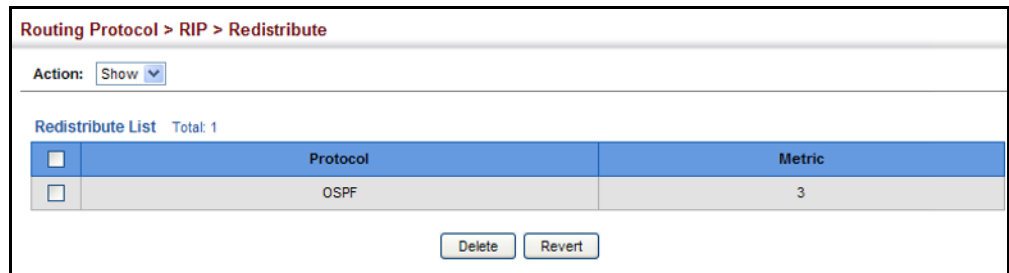 Routing Protocol > RIP > Redistribute
Action: Show
Redistribute List Total: 1
Protocol Metric
OSPF 3
Delete Revert